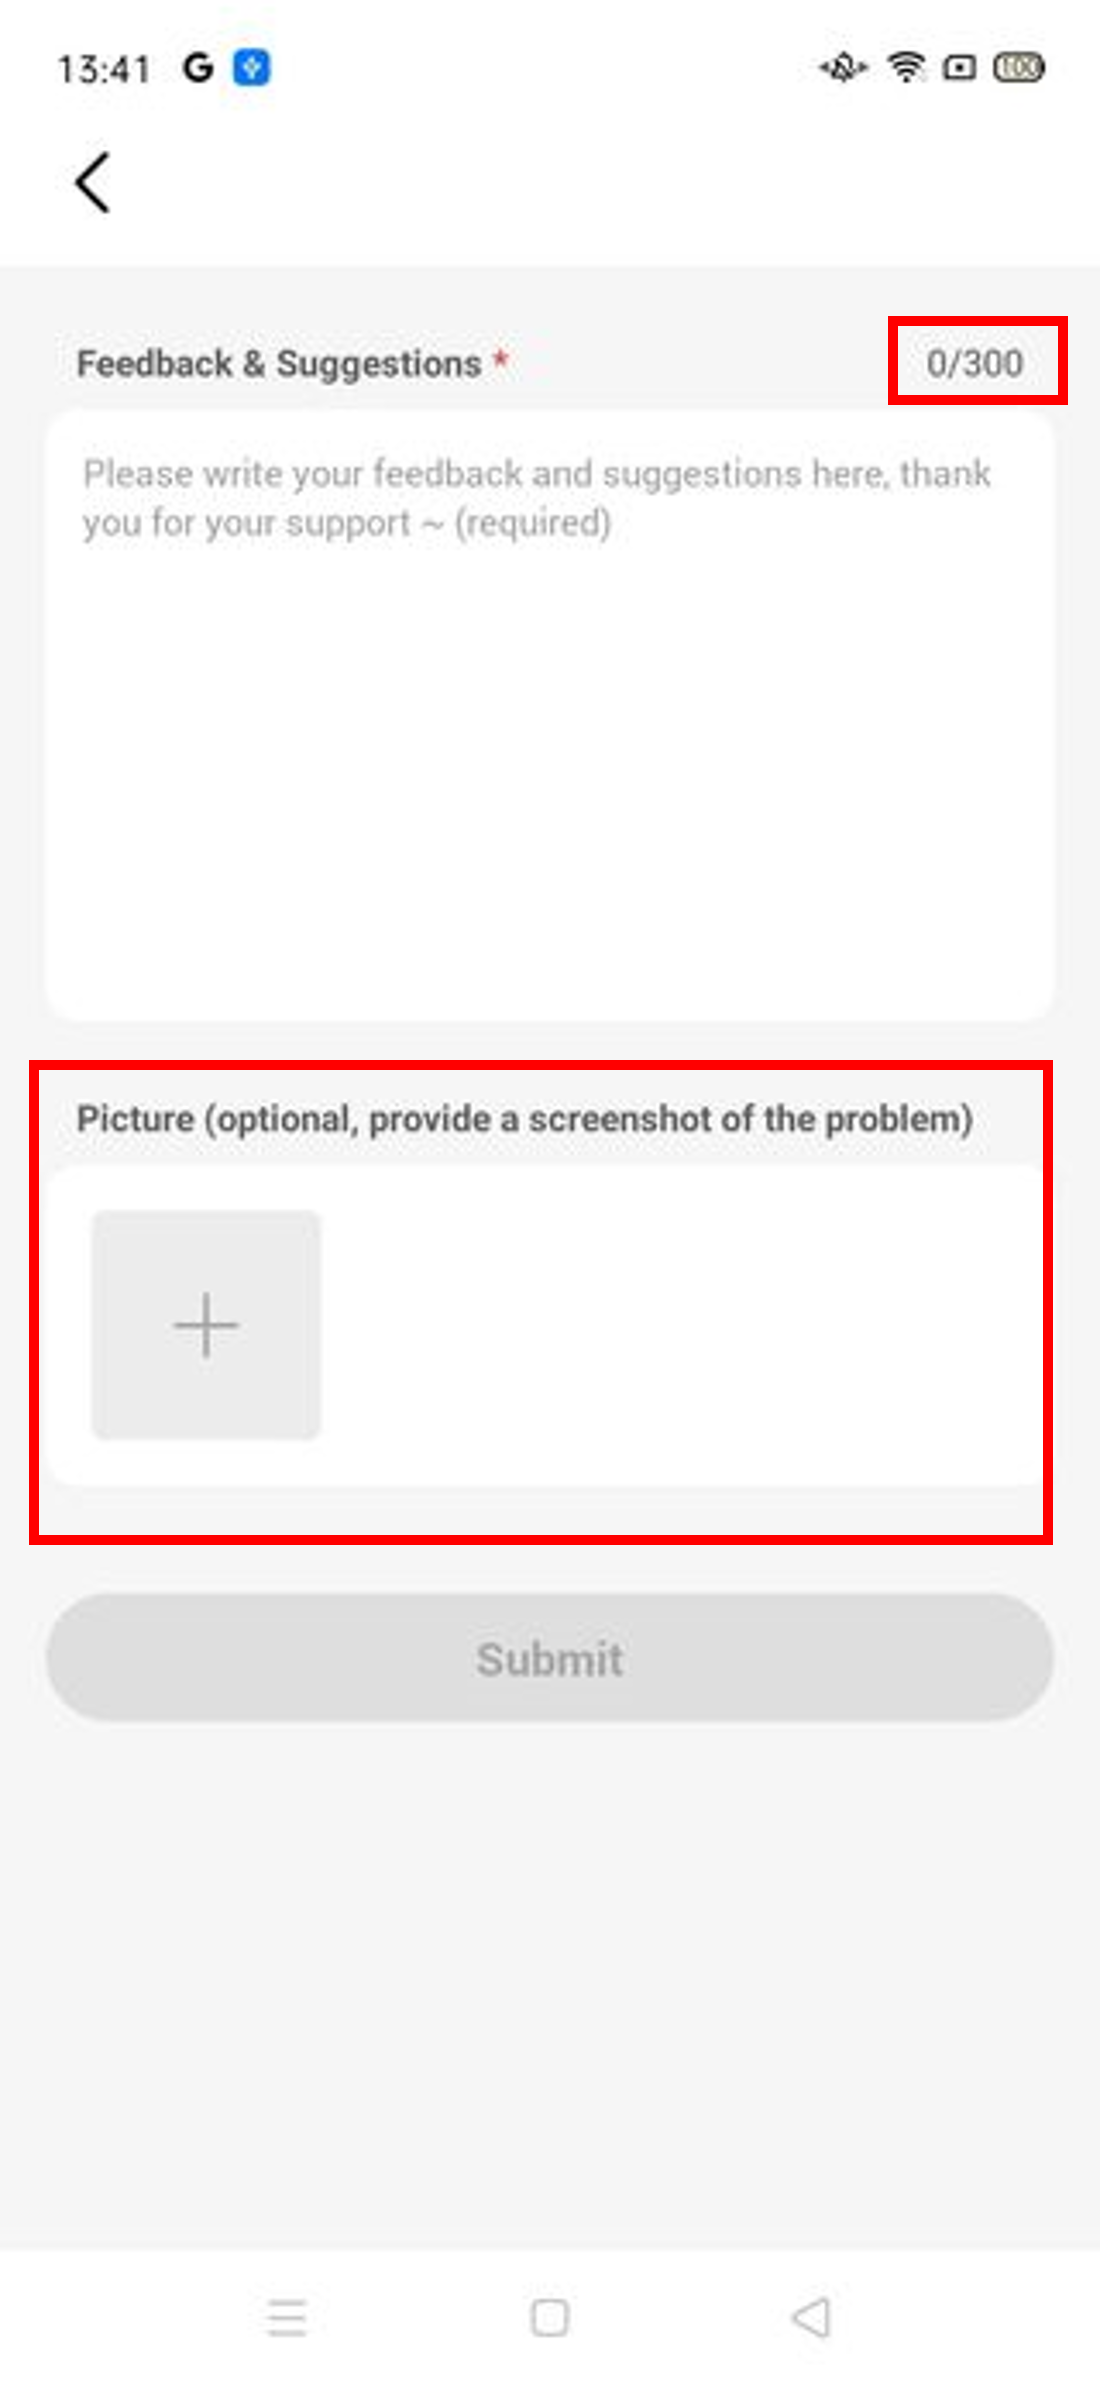 13:41 G
100
Feedback & Suggestions *
0/300
Please write your feedback and suggestions here, thank
you for your support ~ (required)
Picture (optional, provide a screenshot of the problem)
Submit